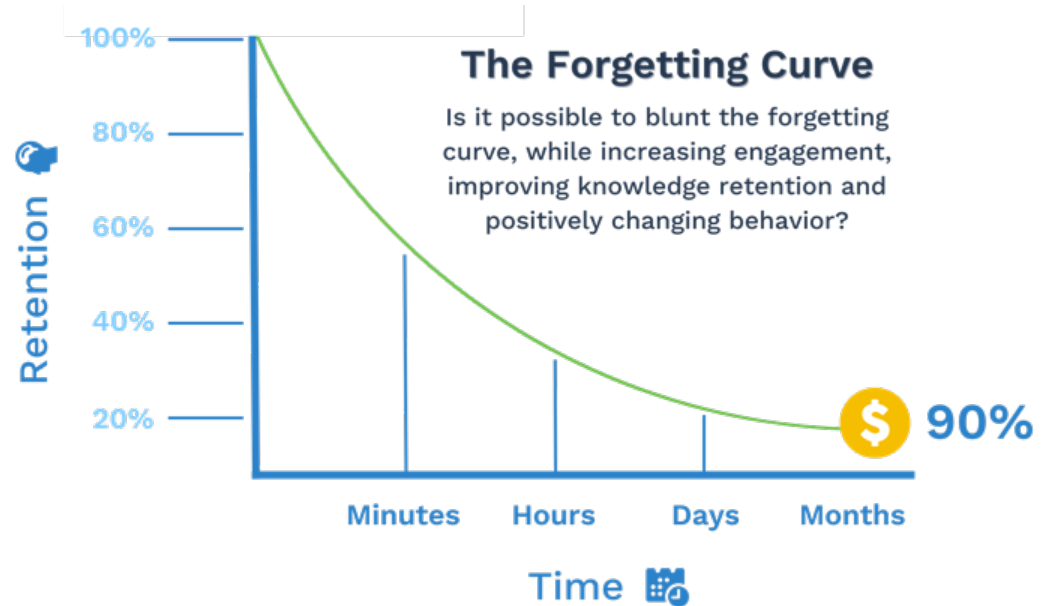 The Forgetting Curve
Is it possible to blunt the forgetting
curve, while increasing engagement,
improving knowledge retention and
positively changing behavior?
Retention
100%
80%
60%
40%
20%
$ 90%
Minutes Hours Days Months
Time